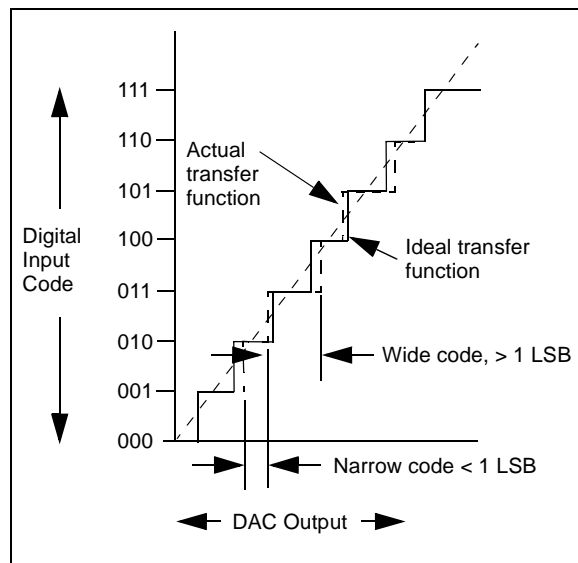 111
110
Actual
transfer
function
101
100
Digital
Input
Code
Ideal transfer
function
011
010
Wide code, > 1 LSB
001
000
Narrow code < 1 LSB
DAC Output